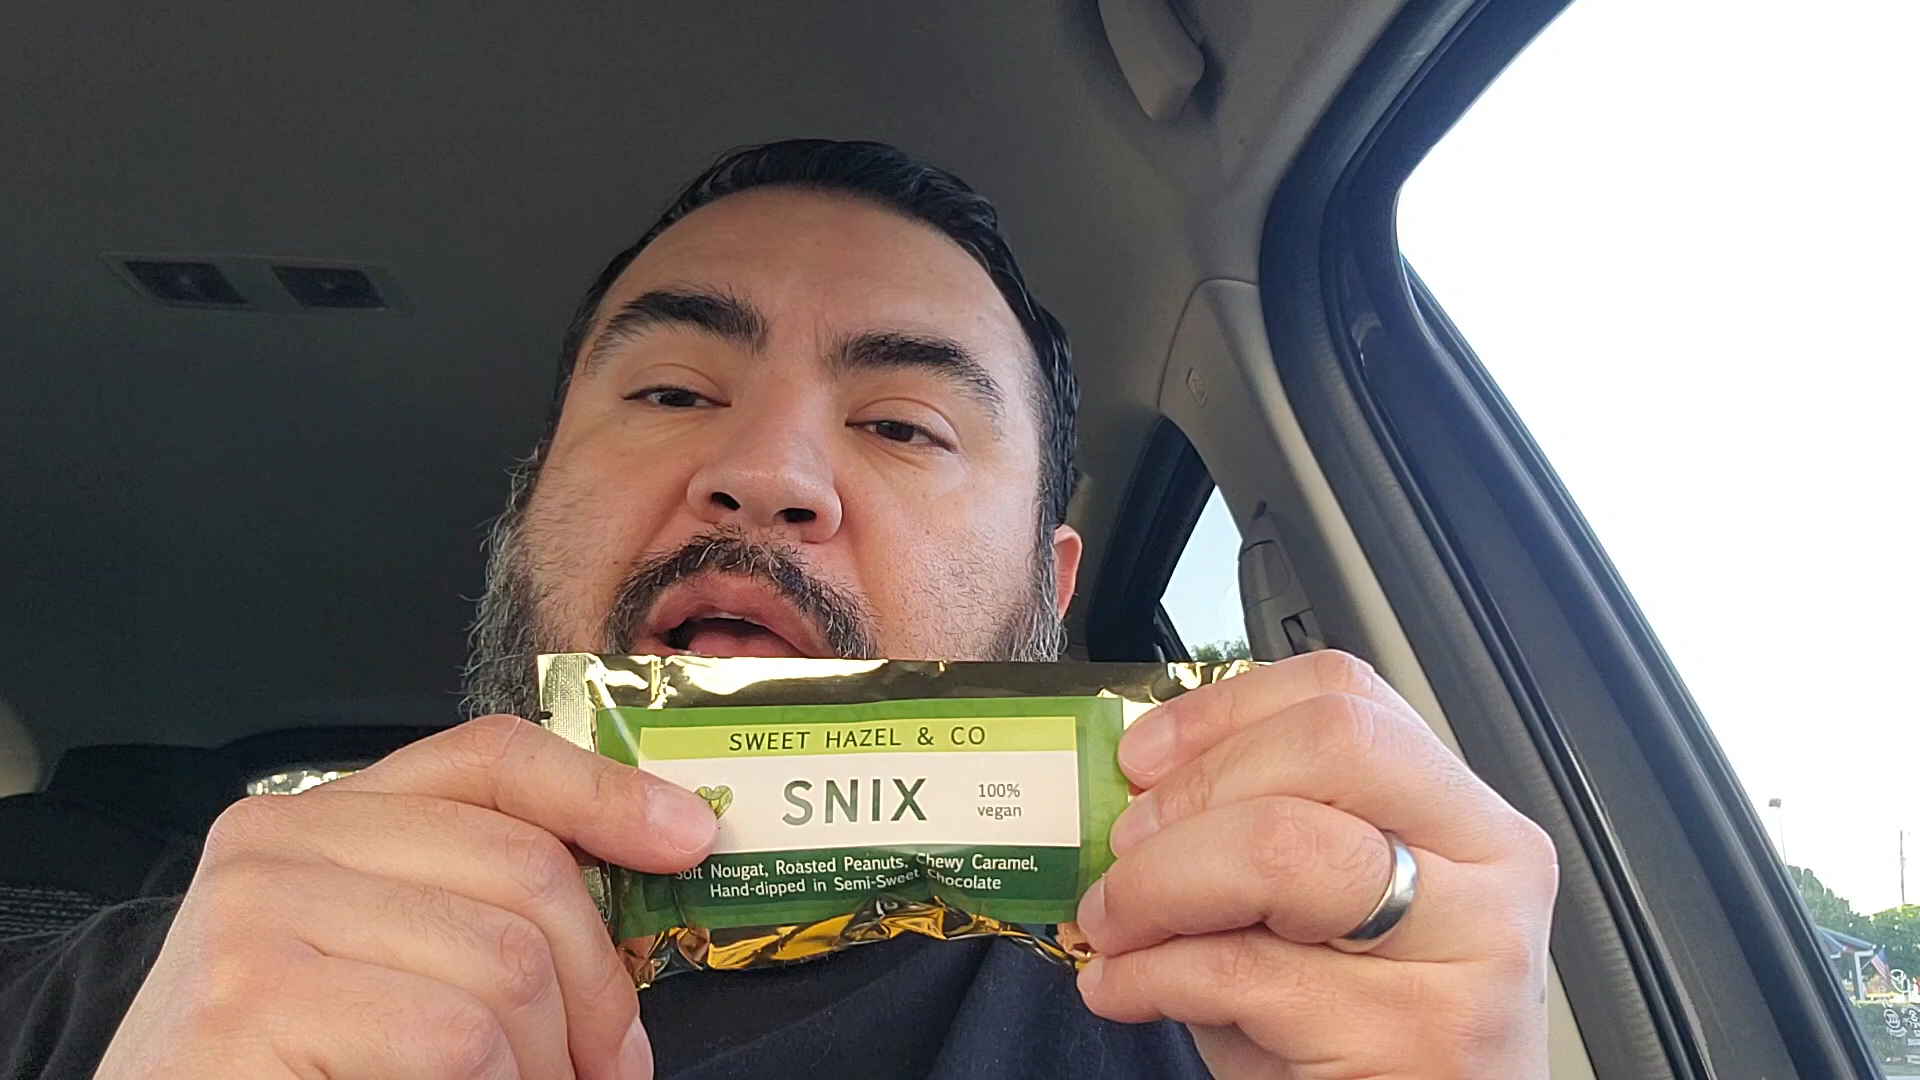 SWEET HAZEL & CO
SNIX
100%
vegan
Soft Nougat, Roasted Peanuts, Chewy Caramel,
Hand-dipped in Semi-Sweet Chocolate